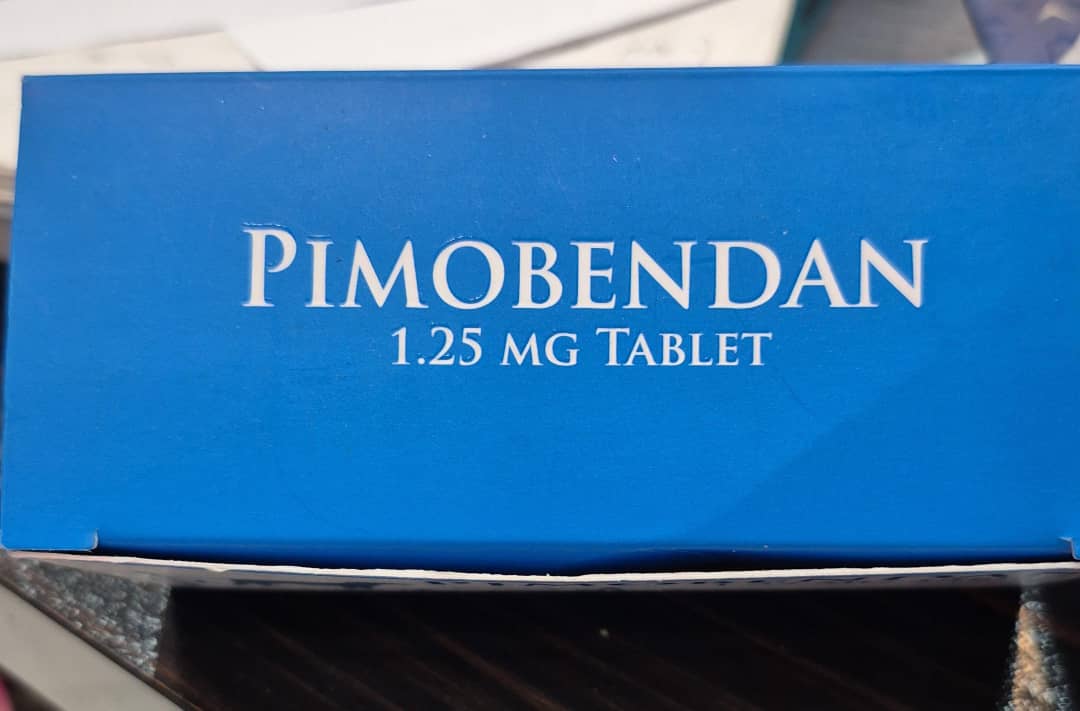 PIMOBENDAN
1.25 MG TABLET